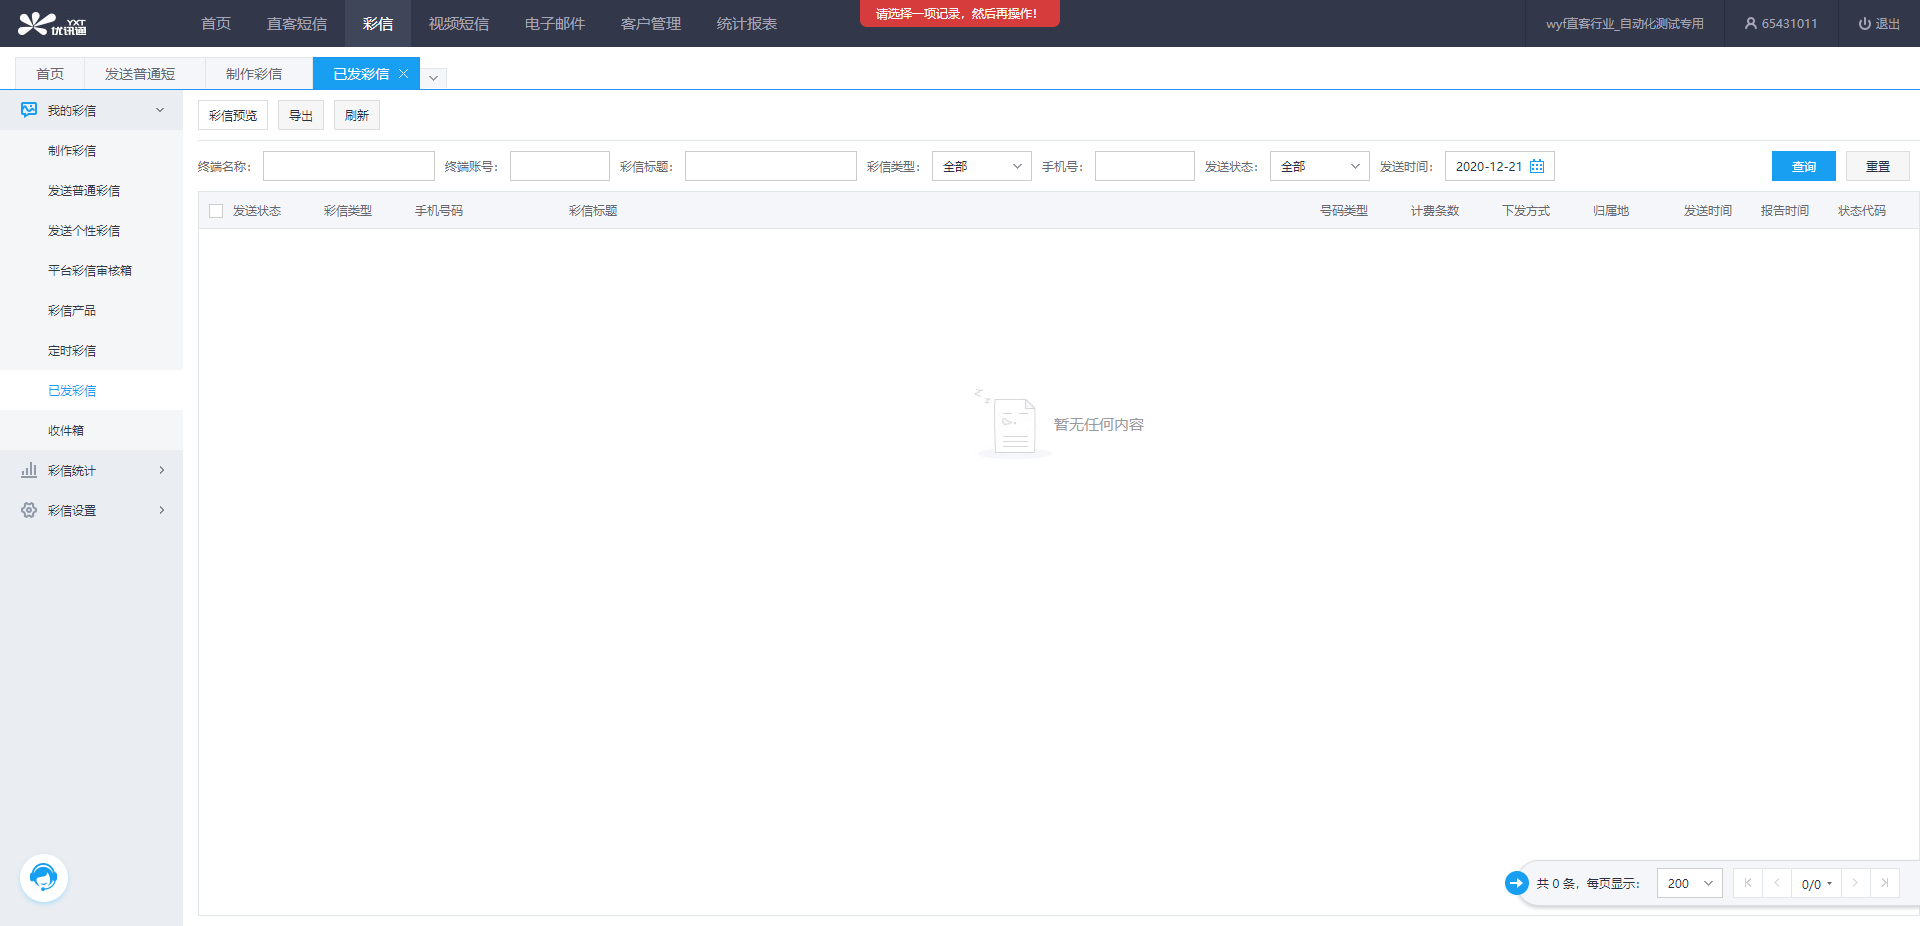 YXT
优讯通
首页
直客短信
彩信
视频短信
电子邮件
客户管理
统计报表
请选择一项记录，然后再操作！
wyf直客行业_自动化测试专用
65431011
退出
首页
发送普通短
制作彩信
已发彩信
我的彩信
制作彩信
发送普通彩信
发送个性彩信
平台彩信审核箱
彩信产品
定时彩信
已发彩信
收件箱
彩信统计
彩信设置
彩信预览
导出
刷新
终端名称：
终端账号：
彩信标题：
彩信类型：
全部
手机号：
发送状态：
全部
发送时间：
2020-12-21
查询
重置
发送状态
彩信类型
手机号码
彩信标题
号码类型
计费条数
下发方式
归属地
发送时间
报告时间
状态代码
z
z
暂无任何内容
共 0 条，每页显示：
200
0/0